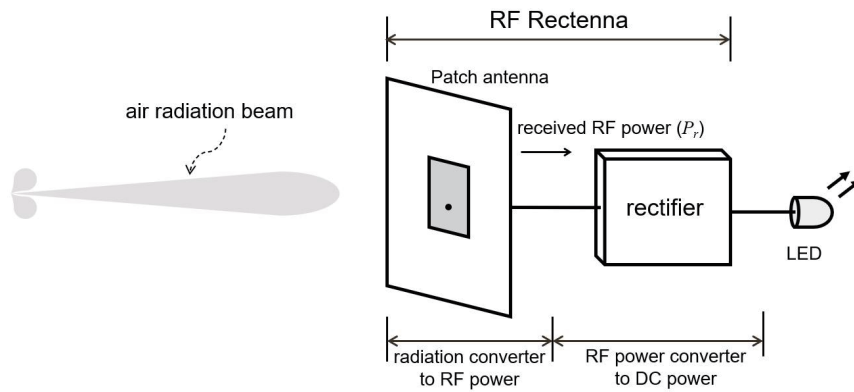 RF Rectenna
Patch antenna
air radiation beam
received RF power (Pr)
rectifier
LED
radiation converter
to RF power
RF power converter
to DC power